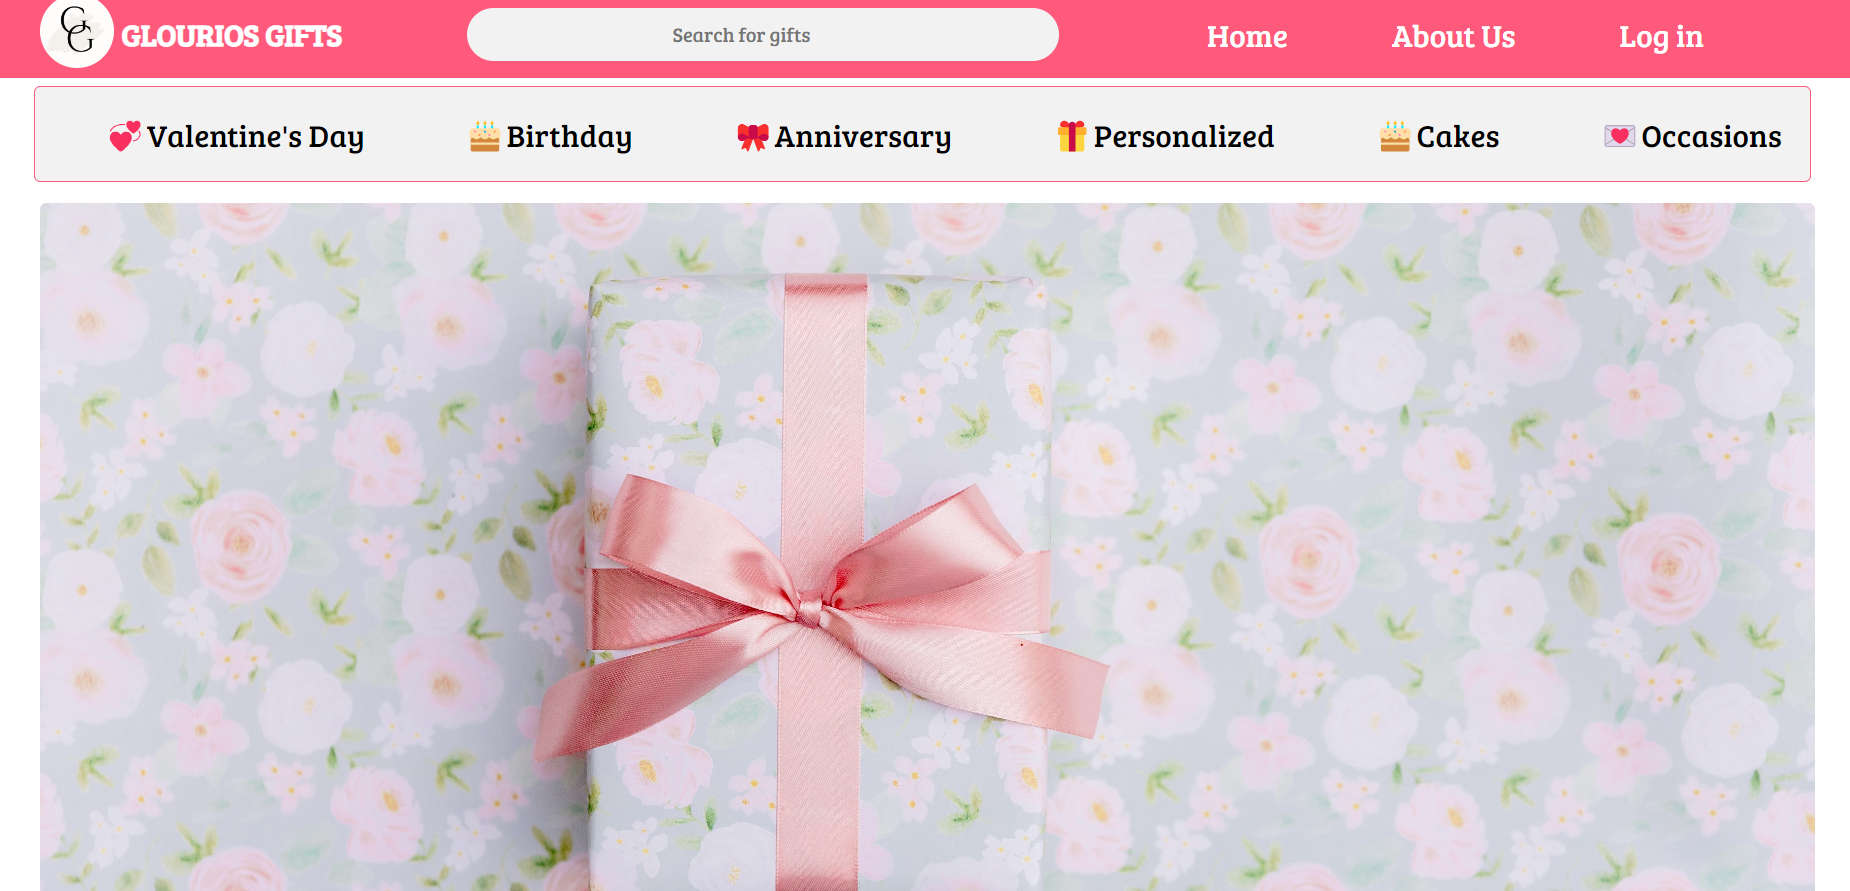 GG GLOURIOS GIFTS Search for gifts Home About Us Log in
Valentine's Day Birthday Anniversary Personalized Cakes Occasions